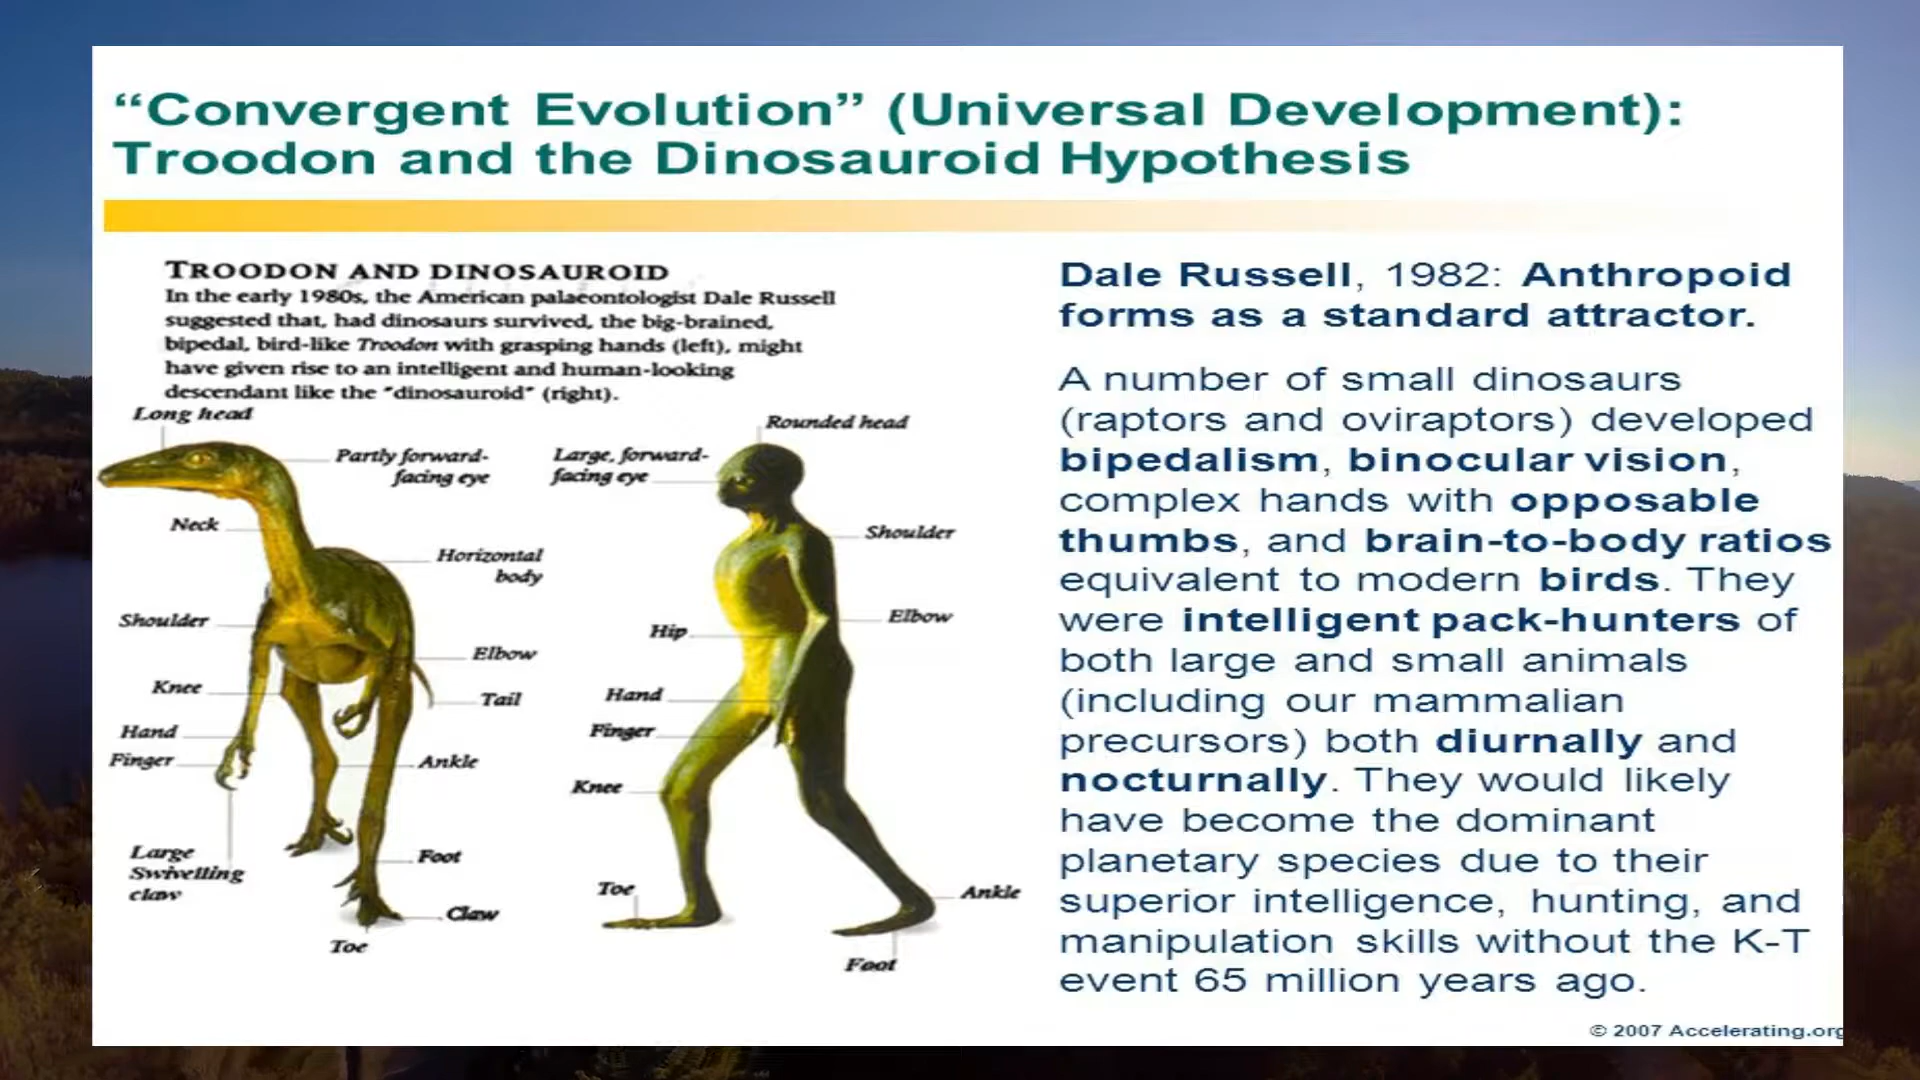 “Convergent Evolution” (Universal Development):
Troodon and the Dinosauroid Hypothesis
TROODON AND DINOSAUROID
In the early 1980s, the American palaeontologist Dale Russell
suggested that, had dinosaurs survived, the big-brained,
bipedal, bird-like Troodon with grasping hands (left), might
have given rise to an intelligent and human-looking
descendant like the "dinosauroid" (right).
Long head
Partly forward-
facing eye
Neck
Horizontal
body
Shoulder
Elbow
Knee
Tail
Hand
Finger
Ankle
Large
Swivelling
claw
Foot
Claw
Toe
Rounded head
Large, forward-
facing eye
Shoulder
Elbow
Hip
Hand
Finger
Knee
Toe
Ankle
Foot
Dale Russell, 1982: Anthropoid
forms as a standard attractor.
A number of small dinosaurs
(raptors and oviraptors) developed
bipedalism, binocular vision,
complex hands with opposable
thumbs, and brain-to-body ratios
equivalent to modern birds. They
were intelligent pack-hunters of
both large and small animals
(including our mammalian
precursors) both diurnally and
nocturnally. They would likely
have become the dominant
planetary species due to their
superior intelligence, hunting, and
manipulation skills without the K-T
event 65 million years ago.
© 2007 Accelerating.org